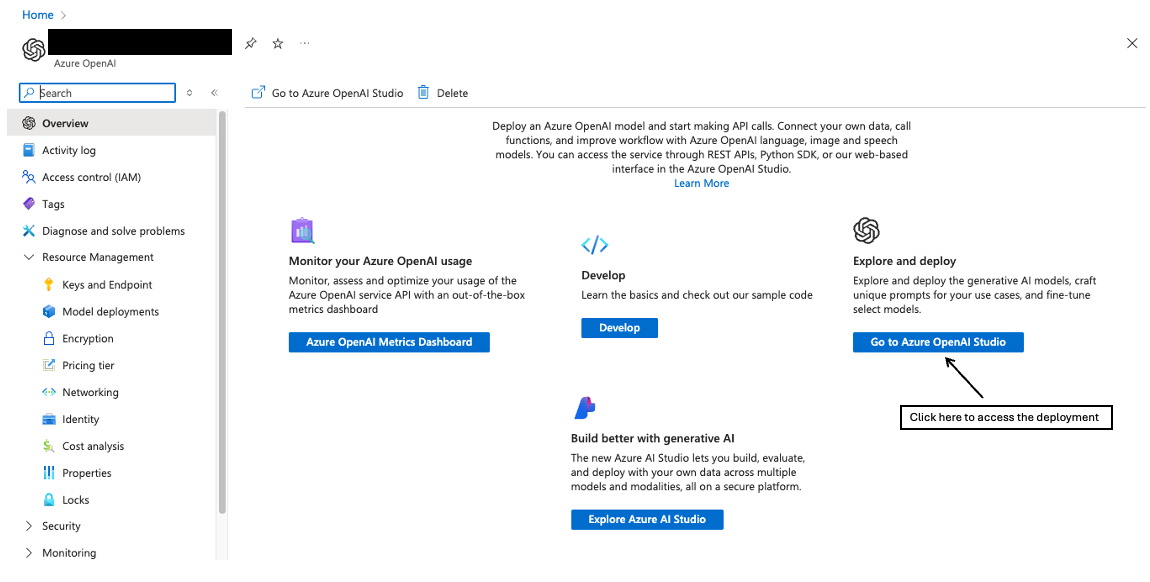 Home
Azure OpenAI
Search
Go to Azure OpenAI Studio
Delete
Overview
Activity log
Access control (IAM)
Tags
Diagnose and solve problems
Resource Management
Keys and Endpoint
Model deployments
Encryption
Pricing tier
Networking
Identity
Cost analysis
Properties
Locks
Security
Monitoring
Deploy an Azure OpenAI model and start making API calls. Connect your own data, call
functions, and improve workflow with Azure OpenAI language, image and speech
models. You can access the service through REST APIs, Python SDK, or our web-based
interface in the Azure OpenAI Studio.
Learn More
Monitor your Azure OpenAI usage
Monitor, assess and optimize your usage of the
Azure OpenAI service API with an out-of-the-box
metrics dashboard
Azure OpenAI Metrics Dashboard
Develop
Learn the basics and check out our sample code
Develop
Explore and deploy
Explore and deploy the generative AI models, craft
unique prompts for your use cases, and fine-tune
select models.
Go to Azure OpenAI Studio
Click here to access the deployment
Build better with generative AI
The new Azure AI Studio lets you build, evaluate,
and deploy with your own data across multiple
models and modalities, all on a secure platform.
Explore Azure AI Studio